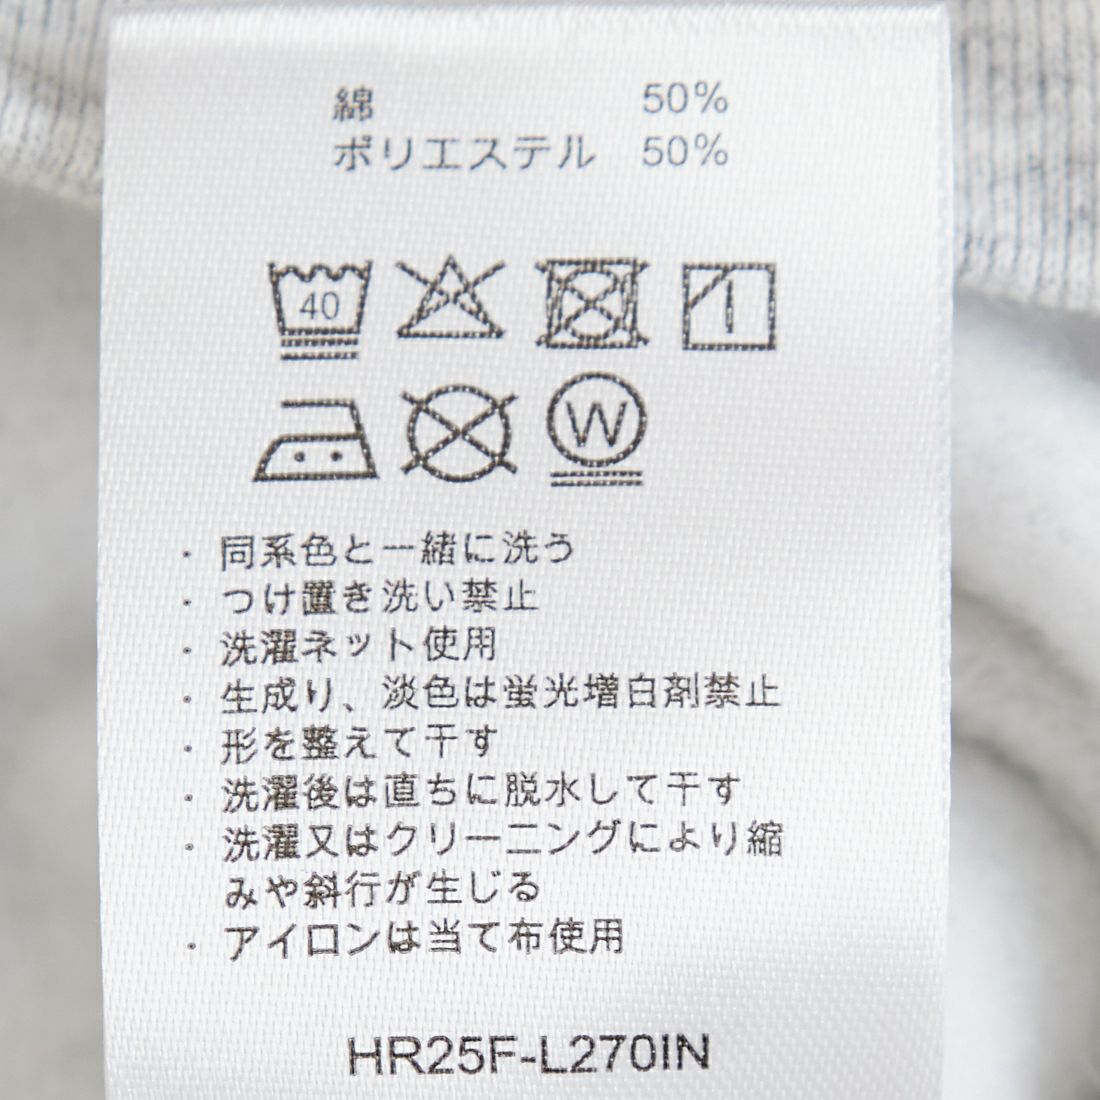 綿 50%
ポリエステル 50%
40
W
・同系色と一緒に洗う
・つけ置き洗い禁止
・洗濯ネット使用
・生成り、淡色は蛍光増白剤禁止
・形を整えて干す
・洗濯後は直ちに脱水して干す
・洗濯又はクリーニングにより縮
みや斜行が生じる
・アイロンは当て布使用
HR25F-L270IN